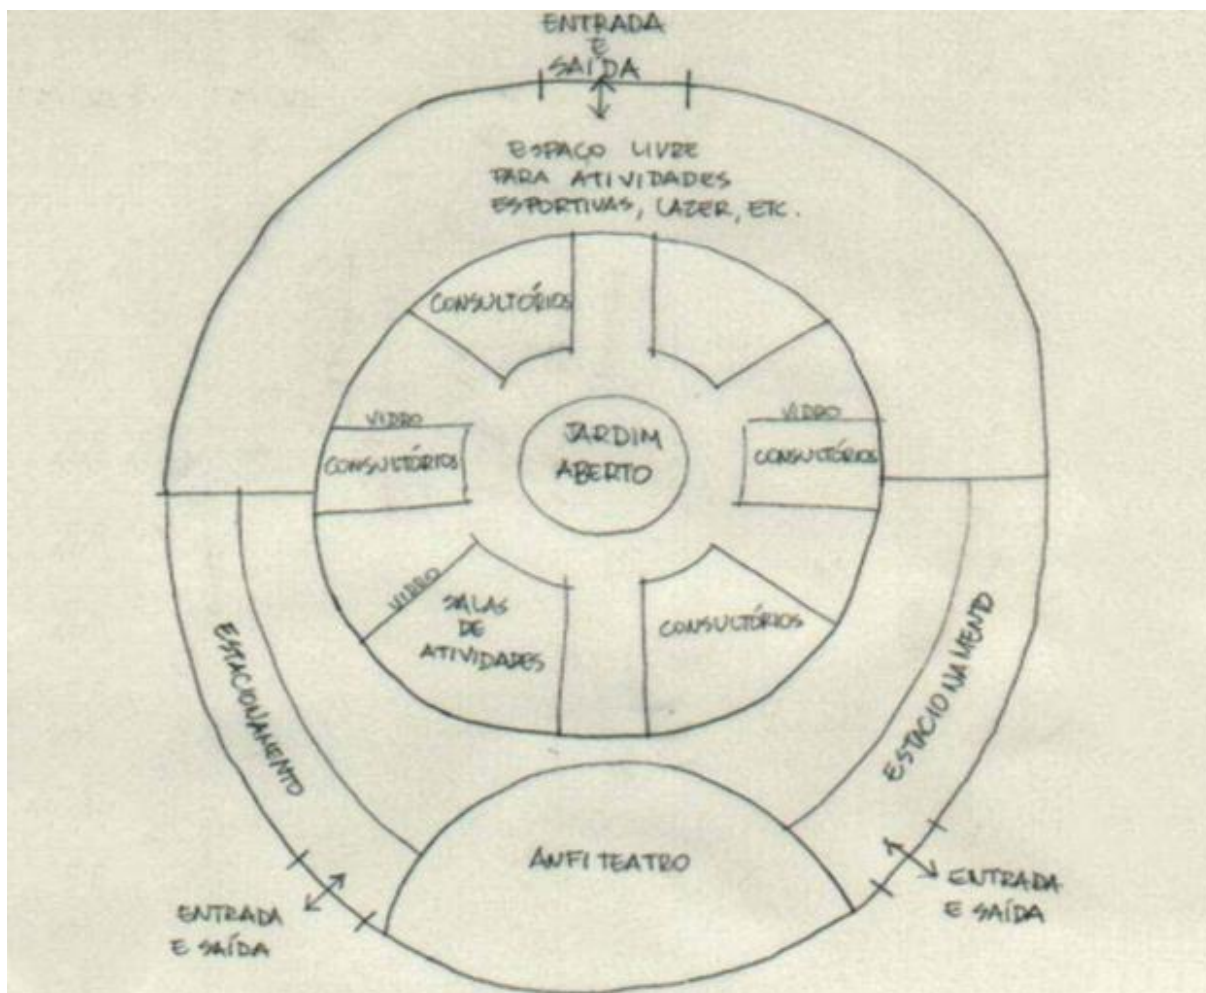 ENTRADA
E
SAÍDA
ESPAÇO LIVRE
PARA ATIVIDADES
ESPORTIVAS, LAZER, ETC.
CONSULTÓRIOS
VIDRO
CONSULTÓRIOS
JARDIM
ABERTO
VIDRO
CONSULTÓRIOS
VIDRO
SALAS
DE
ATIVIDADES
CONSULTÓRIOS
ESTACIONAMENTO
ESTACIONAMENTO
ANFITEATRO
ENTRADA
E SAÍDA
ENTRADA
E SAÍDA